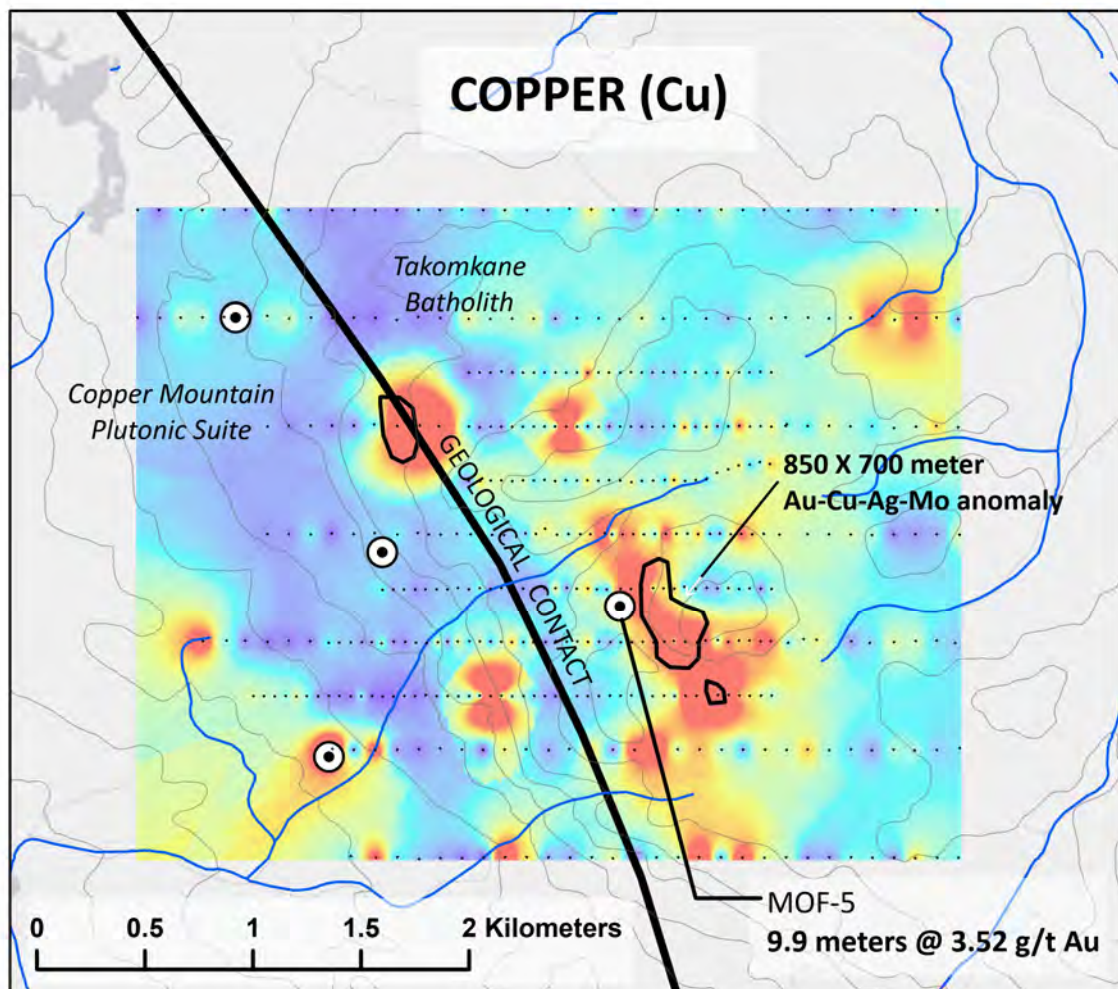 COPPER (Cu)
Takomkane
Batholith
Copper Mountain
Plutonic Suite
GEOLOGICAL CONTACT
850 X 700 meter
Au-Cu-Ag-Mo anomaly
MOF-5
9.9 meters @ 3.52 g/t Au
0 0.5 1 1.5 2 Kilometers